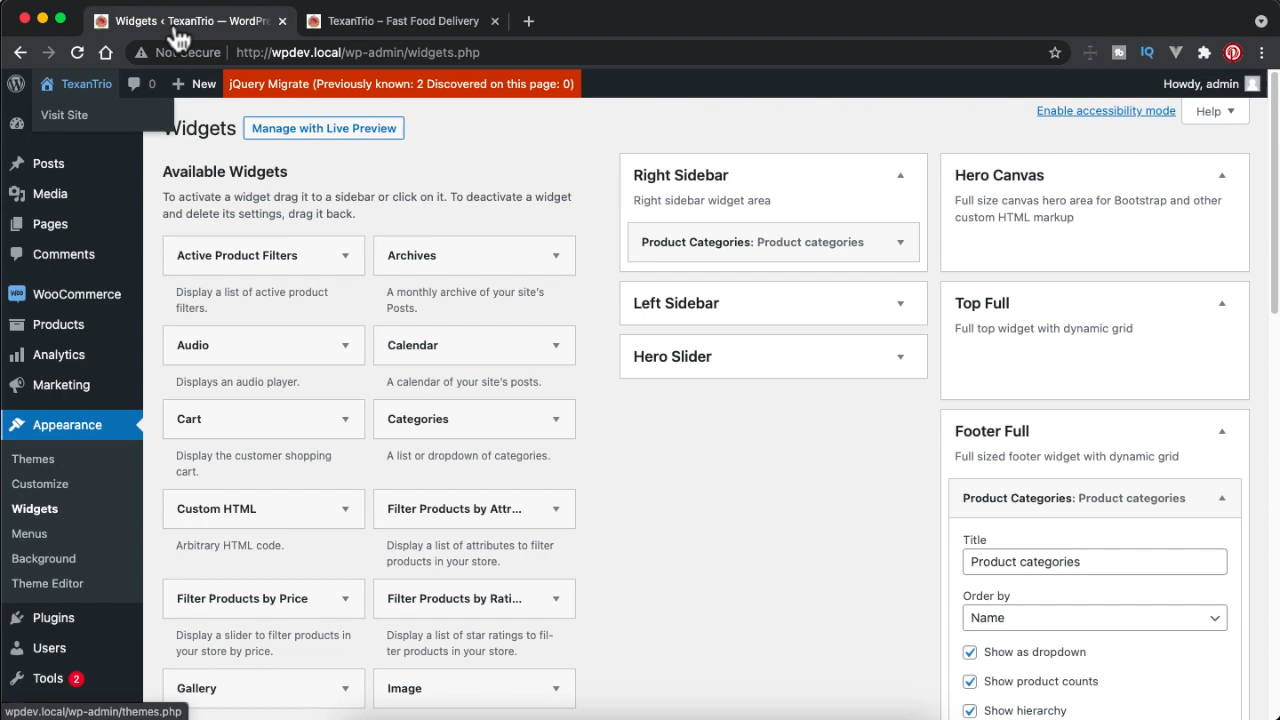 Widgets ‹ TexanTrio — WordPre
TexanTrio – Fast Food Delivery
Not Secure
http://wpdev.local/wp-admin/widgets.php
IQ
TexanTrio
0
New
jQuery Migrate (Previously known: 2 Discovered on this page: 0)
Howdy, admin
Visit Site
Posts
Media
Pages
Comments
WooCommerce
Products
Analytics
Marketing
Appearance
Themes
Customize
Widgets
Menus
Background
Theme Editor
Plugins
Users
Tools 2
wpdev.local/wp-admin/themes.php
Widgets
Manage with Live Preview
Enable accessibility mode
Help
Available Widgets
To activate a widget drag it to a sidebar or click on it. To deactivate a widget
and delete its settings, drag it back.
Active Product Filters
Display a list of active product
filters.
Archives
A monthly archive of your site's
Posts.
Audio
Displays an audio player.
Calendar
A calendar of your site's posts.
Cart
Display the customer shopping
cart.
Categories
A list or dropdown of categories.
Custom HTML
Arbitrary HTML code.
Filter Products by Attr...
Display a list of attributes to filter
products in your store.
Filter Products by Price
Display a slider to filter products in
your store by price.
Filter Products by Rati...
Display a list of star ratings to fil-
ter products in your store.
Gallery
Image
Right Sidebar
Right sidebar widget area
Product Categories: Product categories
Left Sidebar
Hero Slider
Hero Canvas
Full size canvas hero area for Bootstrap and other
custom HTML markup
Top Full
Full top widget with dynamic grid
Footer Full
Full sized footer widget with dynamic grid
Product Categories: Product categories
Title
Product categories
Order by
Name
Show as dropdown
Show product counts
Show hierarchy